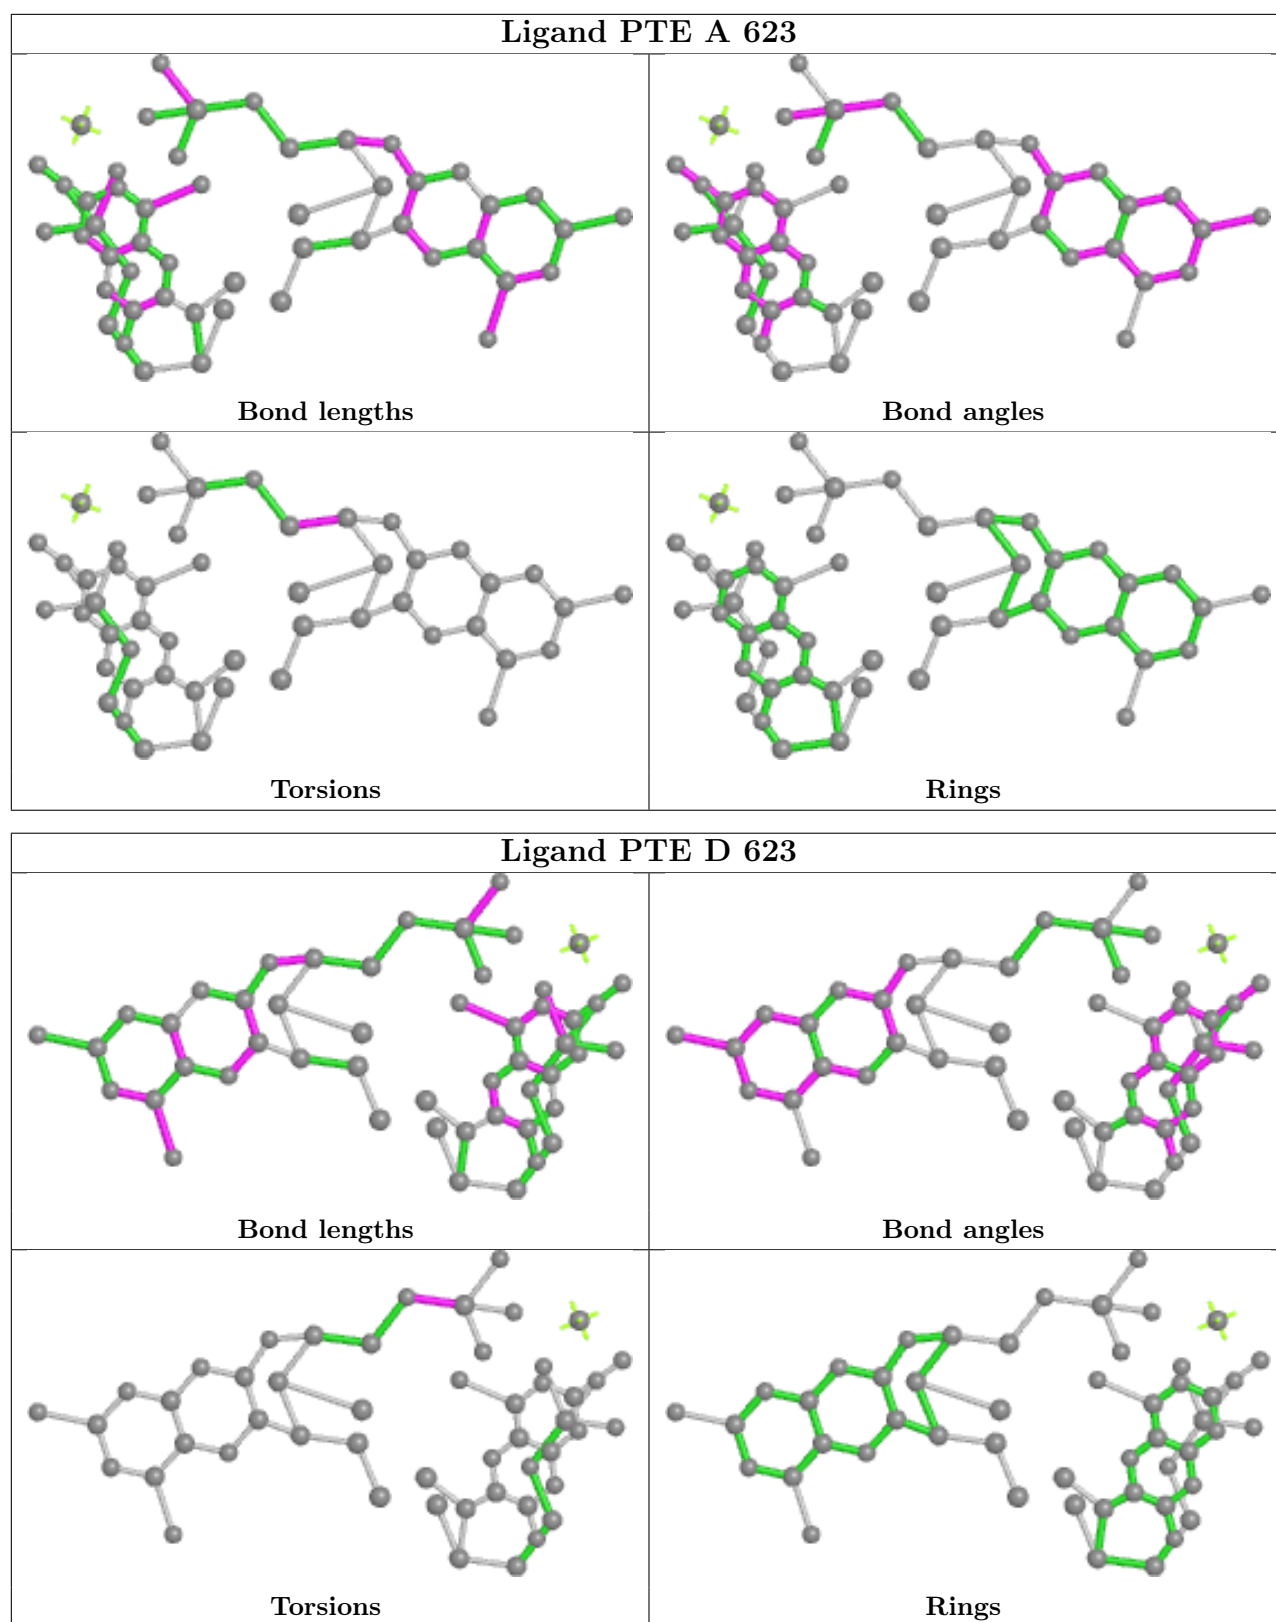 Ligand PTE A 623
Bond lengths
Bond angles
Torsions
Rings
Ligand PTE D 623
Bond lengths
Bond angles
Torsions
Rings